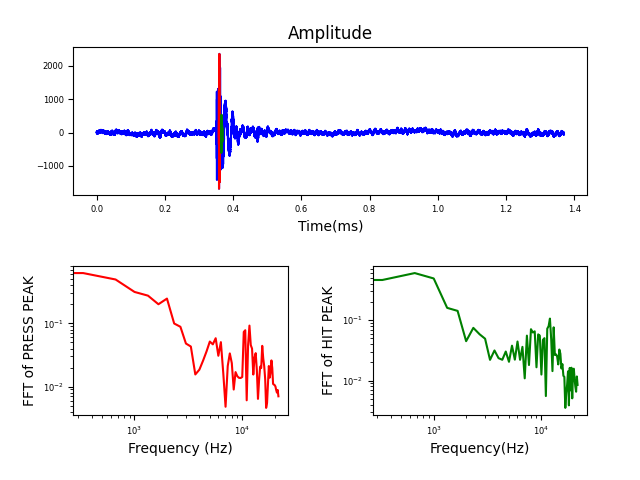 Amplitude
2000
1000
0
−1000
0.0 0.2 0.4 0.6 0.8 1.0 1.2 1.4
Time(ms)
FFT of PRESS PEAK
10⁻¹
10⁻²
10³ 10⁴
Frequency (Hz)
FFT of HIT PEAK
10⁻¹
10⁻²
10³ 10⁴
Frequency(Hz)